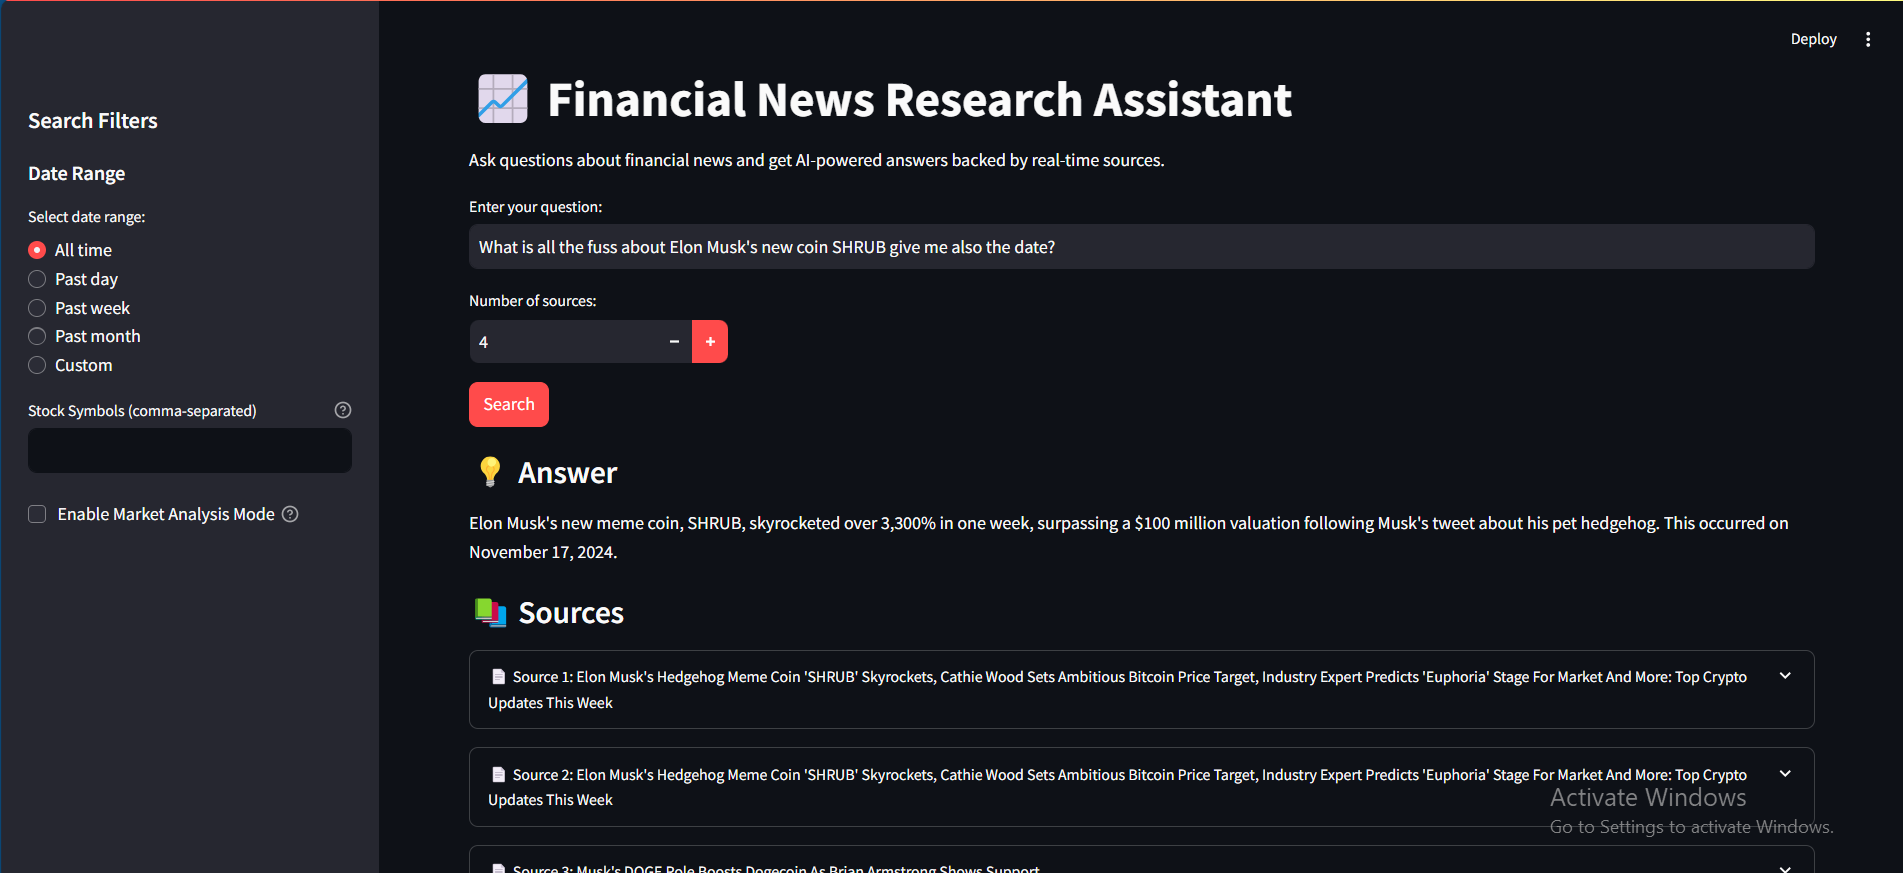 Deploy
Search Filters
Date Range
Select date range:
All time
Past day
Past week
Past month
Custom
Stock Symbols (comma-separated)
Enable Market Analysis Mode
Financial News Research Assistant
Ask questions about financial news and get AI-powered answers backed by real-time sources.
Enter your question:
What is all the fuss about Elon Musk's new coin SHRUB give me also the date?
Number of sources:
4
Search
Answer
Elon Musk's new meme coin, SHRUB, skyrocketed over 3,300% in one week, surpassing a $100 million valuation following Musk's tweet about his pet hedgehog. This occurred on
November 17, 2024.
Sources
Source 1: Elon Musk's Hedgehog Meme Coin 'SHRUB' Skyrockets, Cathie Wood Sets Ambitious Bitcoin Price Target, Industry Expert Predicts 'Euphoria' Stage For Market And More: Top Crypto
Updates This Week
Source 2: Elon Musk's Hedgehog Meme Coin 'SHRUB' Skyrockets, Cathie Wood Sets Ambitious Bitcoin Price Target, Industry Expert Predicts 'Euphoria' Stage For Market And More: Top Crypto
Updates This Week
Activate Windows
Go to Settings to activate Windows.
Source 3: Musk's DOGE Role Boosts Dogecoin As Brian Armstrong Shows Support